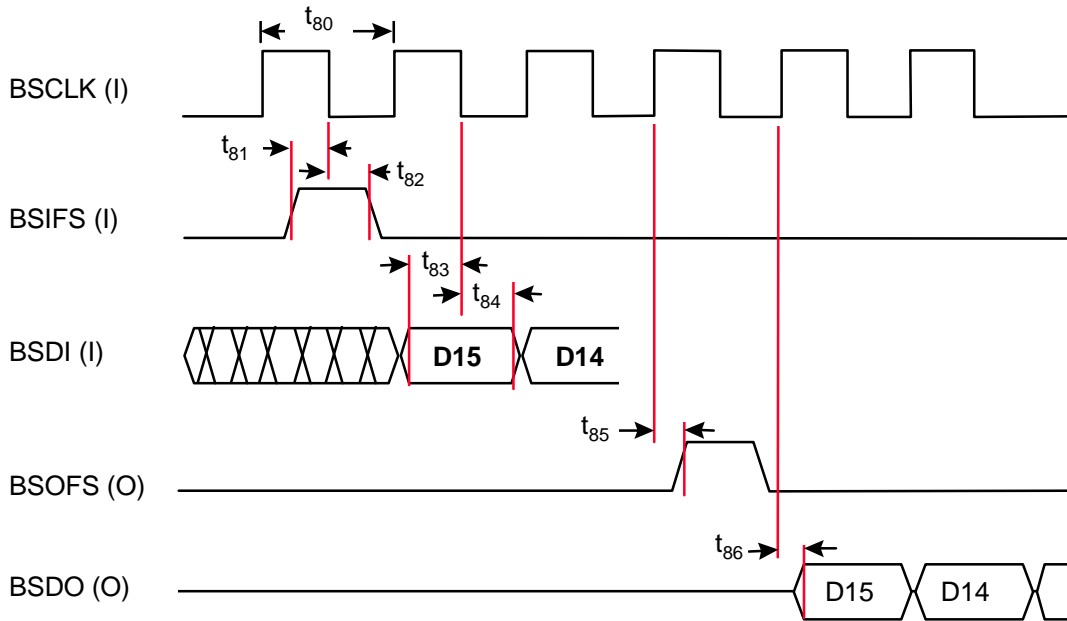 t80
BSCLK (I)
t81
t82
BSIFS (I)
t83
t84
BSDI (I)
D15
D14
t85
BSOFS (O)
t86
BSDO (O)
D15
D14